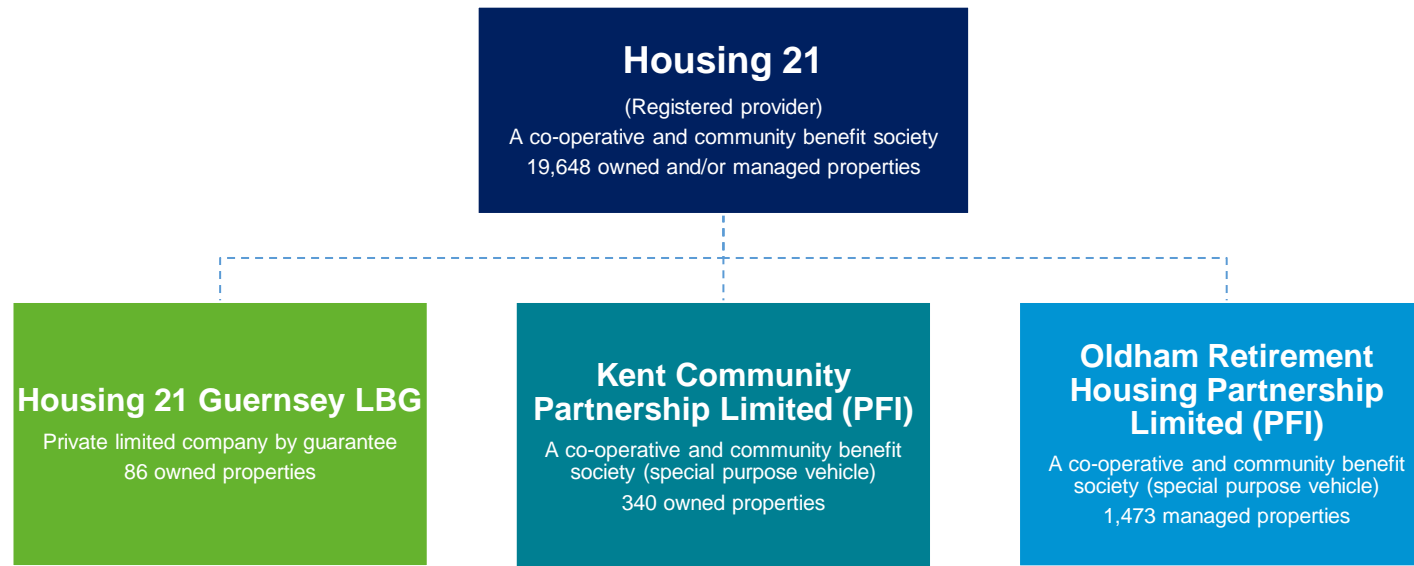 Housing 21
(Registered provider)
A co-operative and community benefit society
19,648 owned and/or managed properties
Housing 21 Guernsey LBG
Private limited company by guarantee
86 owned properties
Kent Community
Partnership Limited (PFI)
A co-operative and community benefit
society (special purpose vehicle)
340 owned properties
Oldham Retirement
Housing Partnership
Limited (PFI)
A co-operative and community benefit
society (special purpose vehicle)
1,473 managed properties